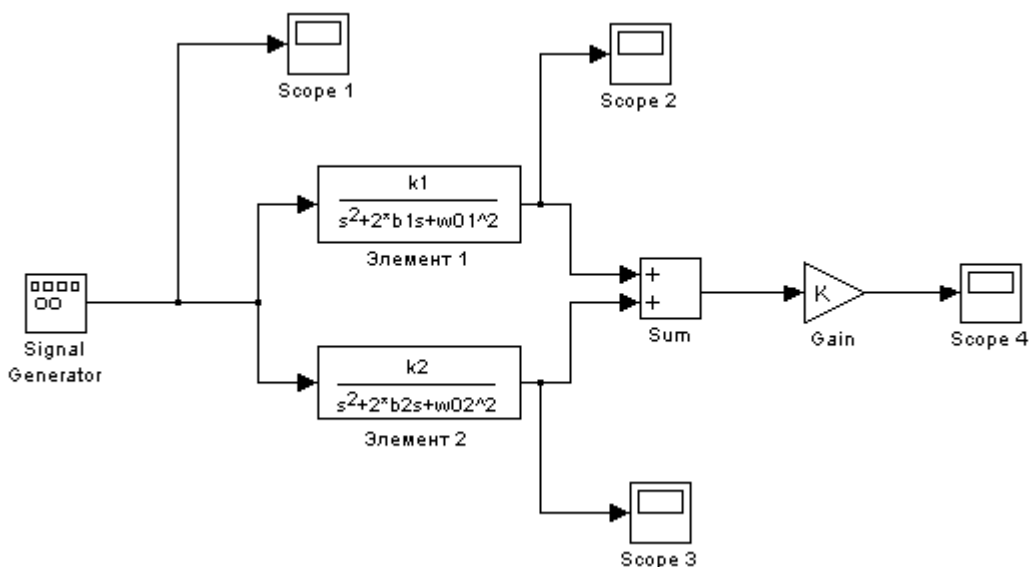 Scope 1
Scope 2
k1
s²+2*b1s+w01^2
Элемент 1
Signal
Generator
+
+
Sum
K
Gain
Scope 4
k2
s²+2*b2s+w02^2
Элемент 2
Scope 3